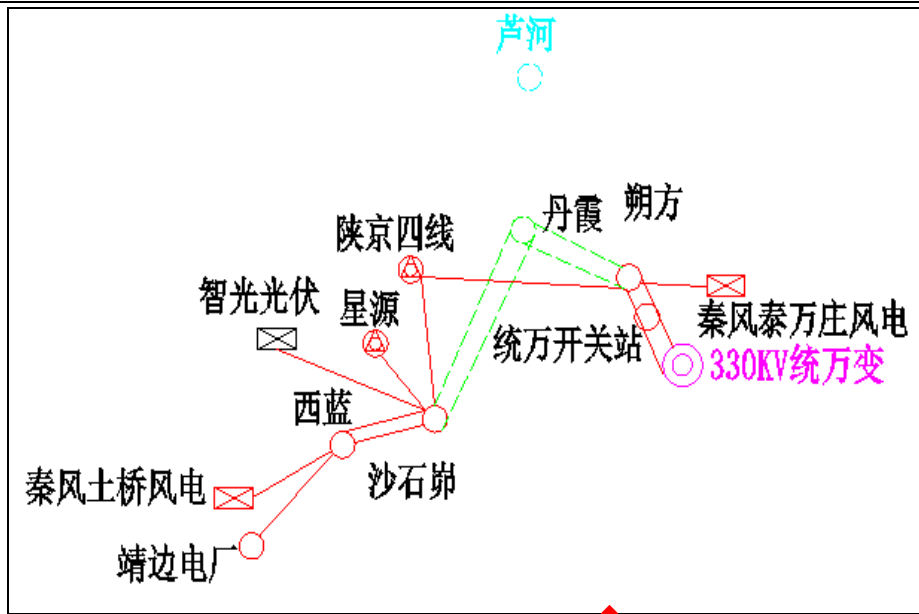 芦河
丹霞
朔方
陕京四线
智光光伏
星源
秦风泰万庄风电
统万开关站
330KV统万变
西蓝
沙石峁
秦风土桥风电
靖边电厂